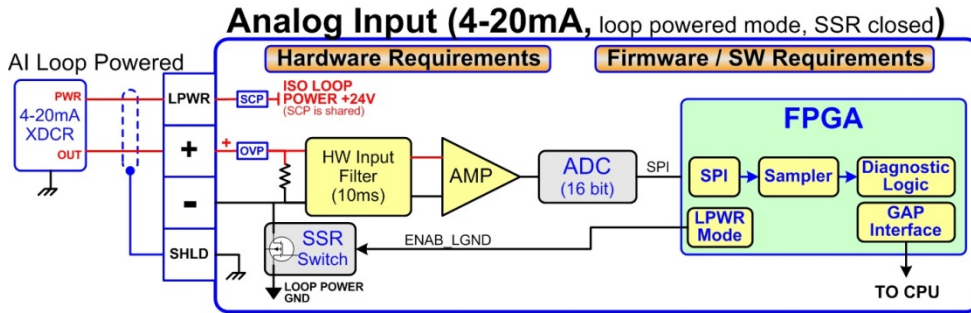 Analog Input (4-20mA, loop powered mode, SSR closed)
Hardware Requirements
Firmware / SW Requirements
AI Loop Powered
PWR
4-20mA
XDCR
OUT
LPWR
+
-
SHLD
SCP
ISO LOOP
POWER +24V
(SCP is shared)
+
OVP
HW Input
Filter
(10ms)
AMP
ADC
(16 bit)
SPI
SSR
Switch
ENAB_LGND
LOOP POWER
GND
FPGA
SPI
Sampler
Diagnostic
Logic
LPWR
Mode
GAP
Interface
TO CPU